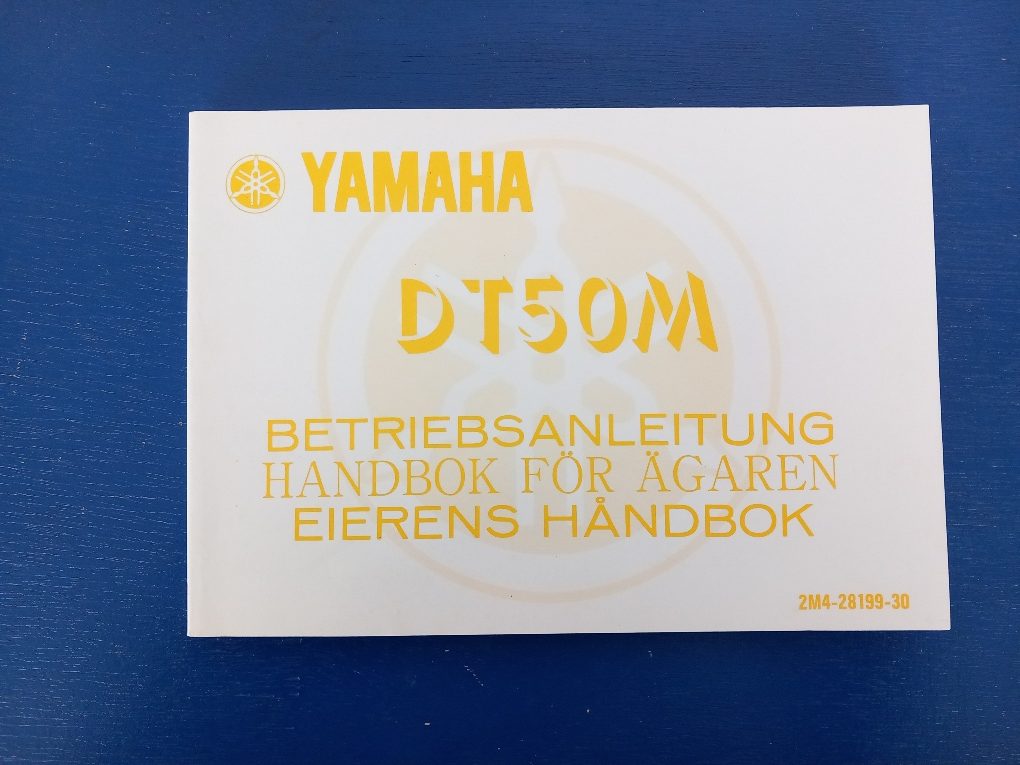 YAMAHA
DT50M
BETRIEBSANLEITUNG
HANDBOK FÖR ÄGAREN
EIERENS HÅNDBOK
2M4-28199-30